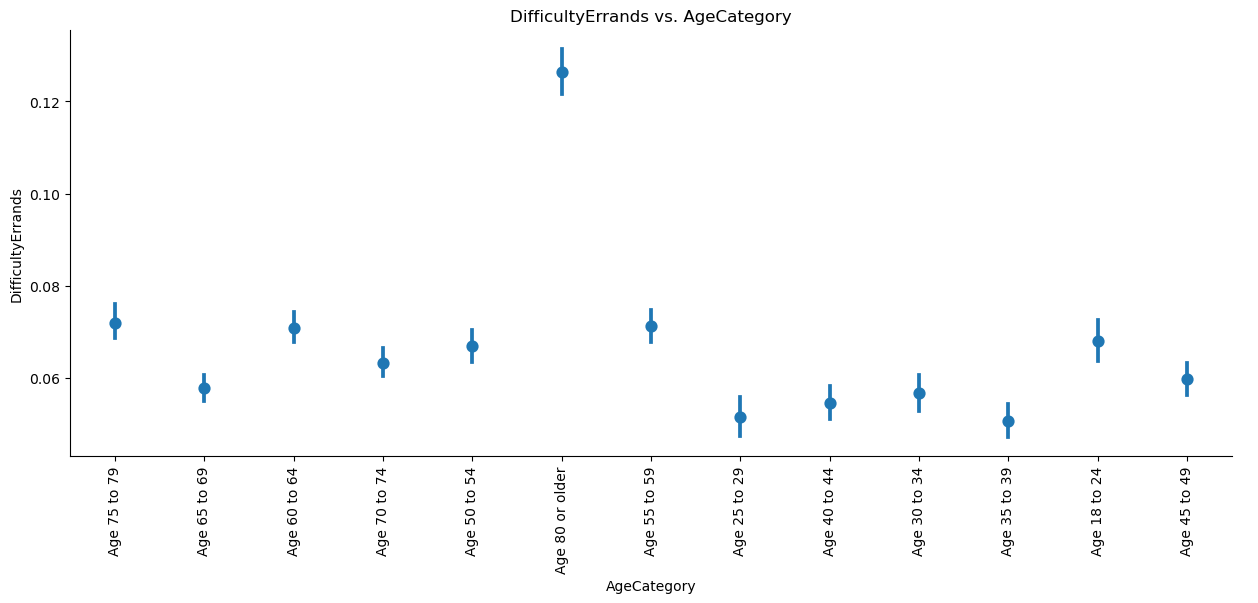 DifficultyErrands vs. AgeCategory
DifficultyErrands
0.12
0.10
0.08
0.06
Age 75 to 79
Age 65 to 69
Age 60 to 64
Age 70 to 74
Age 50 to 54
Age 80 or older
Age 55 to 59
Age 25 to 29
Age 40 to 44
Age 30 to 34
Age 35 to 39
Age 18 to 24
Age 45 to 49
AgeCategory